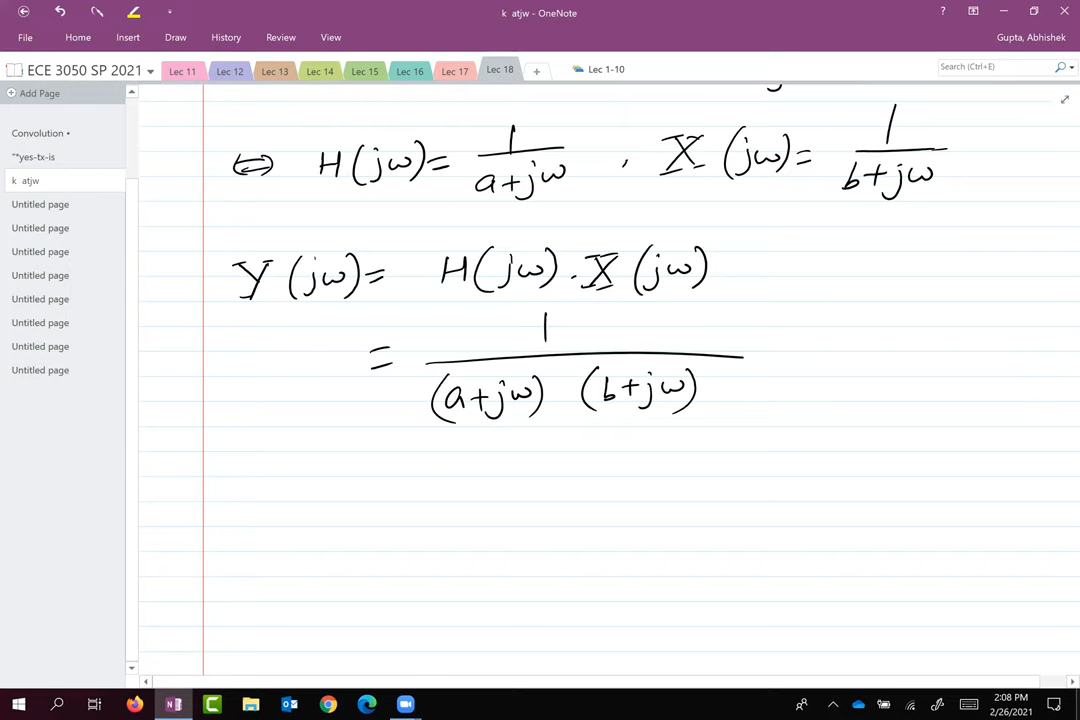 k atjw - OneNote
?
Gupta, Abhishek
File Home Insert Draw History Review View
ECE 3050 SP 2021
Lec 11 Lec 12 Lec 13 Lec 14 Lec 15 Lec 16 Lec 17 Lec 18 + Lec 1-10
Search (Ctrl+E)
Add Page
Convolution •
"*yes-tx-is
k atjw
Untitled page
Untitled page
Untitled page
Untitled page
Untitled page
Untitled page
Untitled page
Untitled page
⇔ H(jω) = 1/(a+jω) , X(jω) = 1/(b+jω)
Y(jω) = H(jω) · X(jω)
= 1/((a+jω) (b+jω))
2:08 PM
2/26/2021